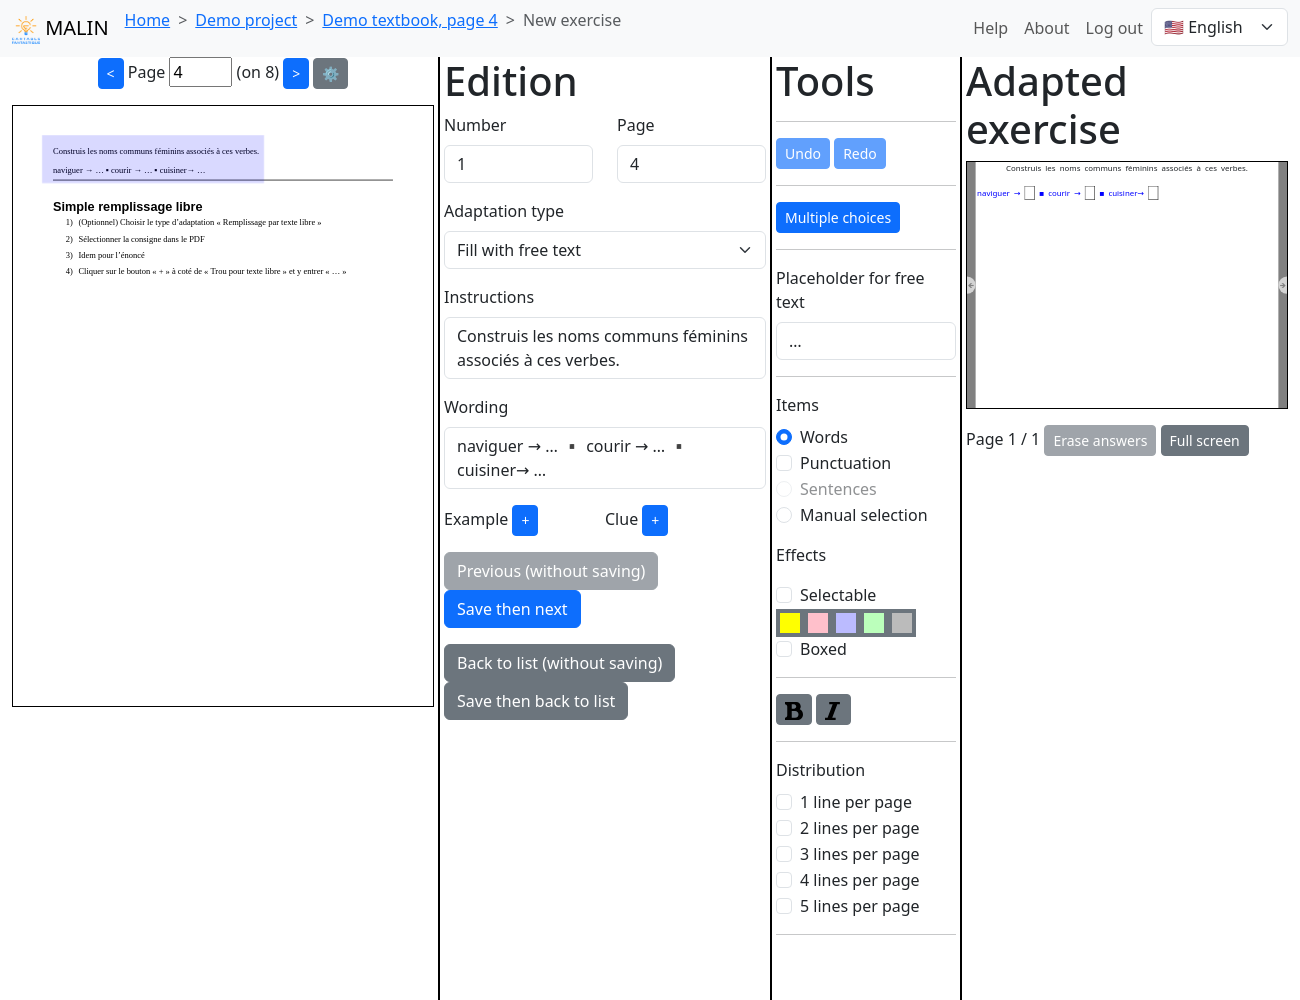 MALIN
Home > Demo project > Demo textbook, page 4 > New exercise
Help About Log out 🇺🇸 English
< Page 4 (on 8) > ⚙️
Construis les noms communs féminins associés à ces verbes.
naviguer → … ▪ courir → … ▪ cuisiner→ …
Simple remplissage libre
1) (Optionnel) Choisir le type d’adaptation « Remplissage par texte libre »
2) Sélectionner la consigne dans le PDF
3) Idem pour l’énoncé
4) Cliquer sur le bouton « + » à coté de « Trou pour texte libre » et y entrer « … »
Edition
Number Page
1 4
Adaptation type
Fill with free text
Instructions
Construis les noms communs féminins
associés à ces verbes.
Wording
naviguer → … ▪ courir → … ▪
cuisiner→ …
Example + Clue +
Previous (without saving)
Save then next
Back to list (without saving)
Save then back to list
Tools
Undo Redo
Multiple choices
Placeholder for free
text
…
Items
Words
Punctuation
Sentences
Manual selection
Effects
Selectable
Boxed
B I
Distribution
1 line per page
2 lines per page
3 lines per page
4 lines per page
5 lines per page
Adapted
exercise
Construis les noms communs féminins associés à ces verbes.
naviguer → ▪ courir → ▪ cuisiner→
Page 1 / 1 Erase answers Full screen